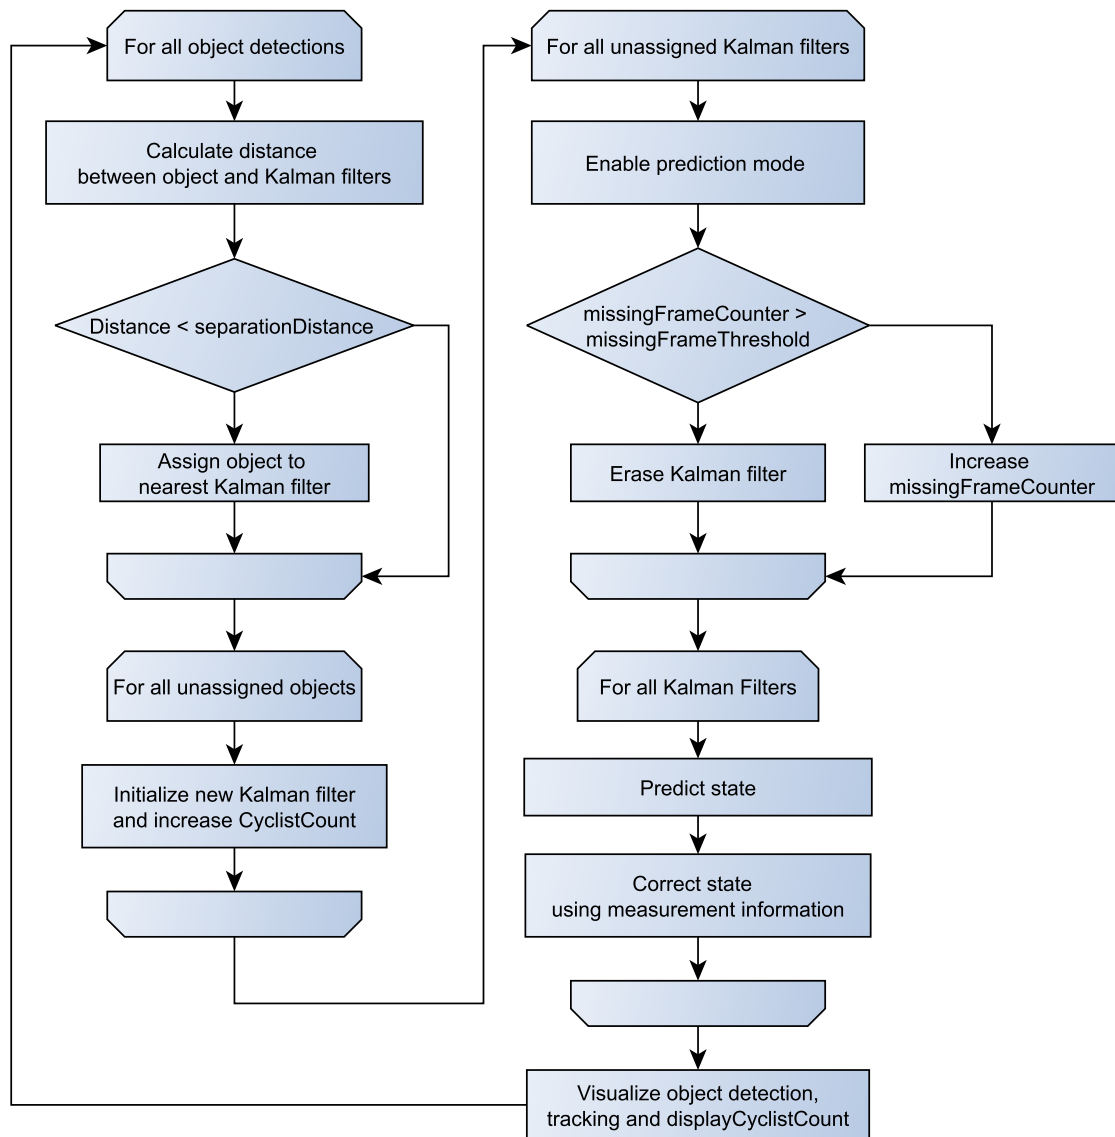 For all object detections
Calculate distance
between object and Kalman filters
Distance < separationDistance
Assign object to
nearest Kalman filter
For all unassigned objects
Initialize new Kalman filter
and increase CyclistCount
For all unassigned Kalman filters
Enable prediction mode
missingFrameCounter >
missingFrameThreshold
Erase Kalman filter
Increase
missingFrameCounter
For all Kalman Filters
Predict state
Correct state
using measurement information
Visualize object detection,
tracking and displayCyclistCount